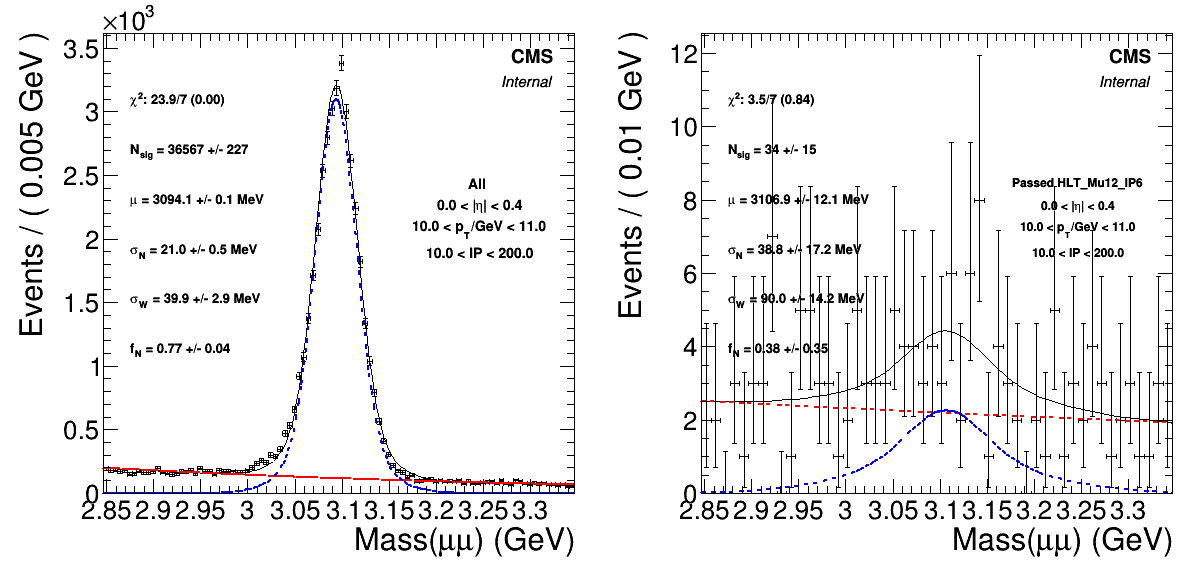 ×10³
Events / ( 0.005 GeV )
3.5
3
2.5
2
1.5
1
0.5
0
CMS
Internal
χ²: 23.9/7 (0.00)
N_sig = 36567 +/- 227
μ = 3094.1 +/- 0.1 MeV
σ_N = 21.0 +/- 0.5 MeV
σ_W = 39.9 +/- 2.9 MeV
f_N = 0.77 +/- 0.04
All
0.0 < |η| < 0.4
10.0 < p_T/GeV < 11.0
10.0 < IP < 200.0
2.85 2.9 2.95 3 3.05 3.1 3.15 3.2 3.25 3.3
Mass(μμ) (GeV)
Events / ( 0.01 GeV )
12
10
8
6
4
2
0
CMS
Internal
χ²: 3.5/7 (0.84)
N_sig = 34 +/- 15
μ = 3106.9 +/- 12.1 MeV
σ_N = 38.8 +/- 17.2 MeV
σ_W = 90.0 +/- 14.2 MeV
f_N = 0.38 +/- 0.35
Passed HLT_Mu12_IP6
0.0 < |η| < 0.4
10.0 < p_T/GeV < 11.0
10.0 < IP < 200.0
2.85 2.9 2.95 3 3.05 3.1 3.15 3.2 3.25 3.3
Mass(μμ) (GeV)